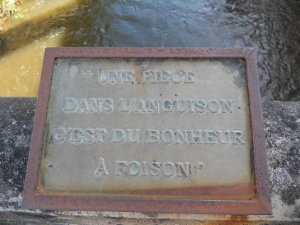 "UNE PIECE
DANS L'ANGUISON
C'EST DU BONHEUR
À FOISON"